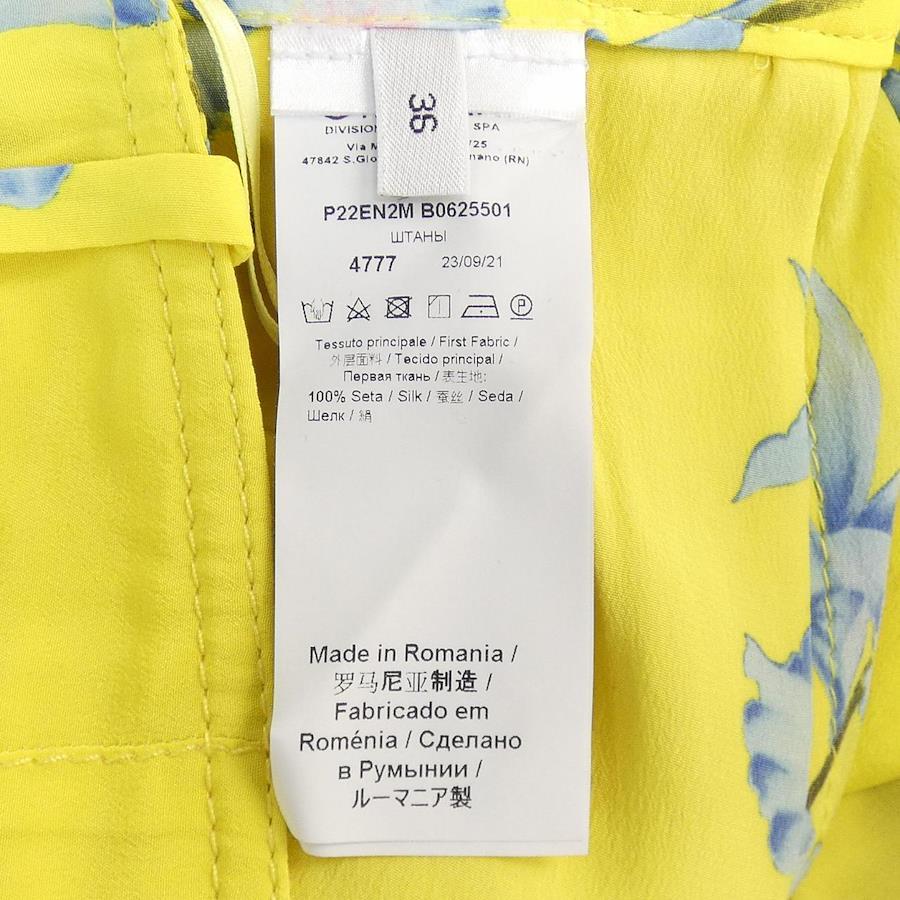 36
DIVISION SPA
Via /25
47842 S.Gio nano (RN)
P22EN2M B0625501
ШТАНЫ
4777 23/09/21
P
Tessuto principale / First Fabric /
外层面料 / Tecido principal /
Первая ткань / 表生地:
100% Seta / Silk / 蚕丝 / Seda /
Шелк / 絹
Made in Romania /
罗马尼亚制造 /
Fabricado em
Roménia / Сделано
в Румынии /
ルーマニア製